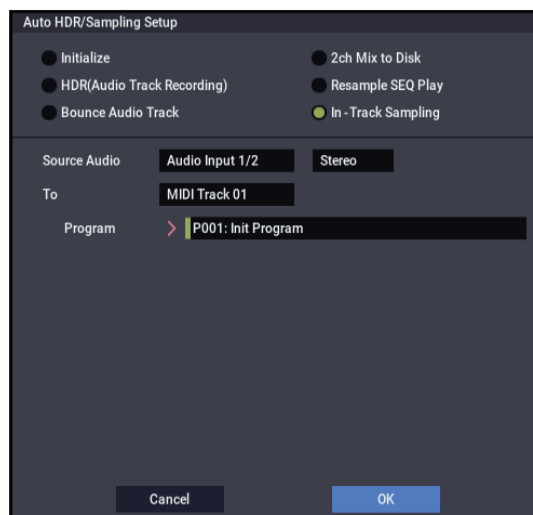 Auto HDR/Sampling Setup
Initialize
2ch Mix to Disk
HDR(Audio Track Recording)
Resample SEQ Play
Bounce Audio Track
In-Track Sampling
Source Audio Audio Input 1/2 Stereo
To MIDI Track 01
Program P001: Init Program
Cancel OK